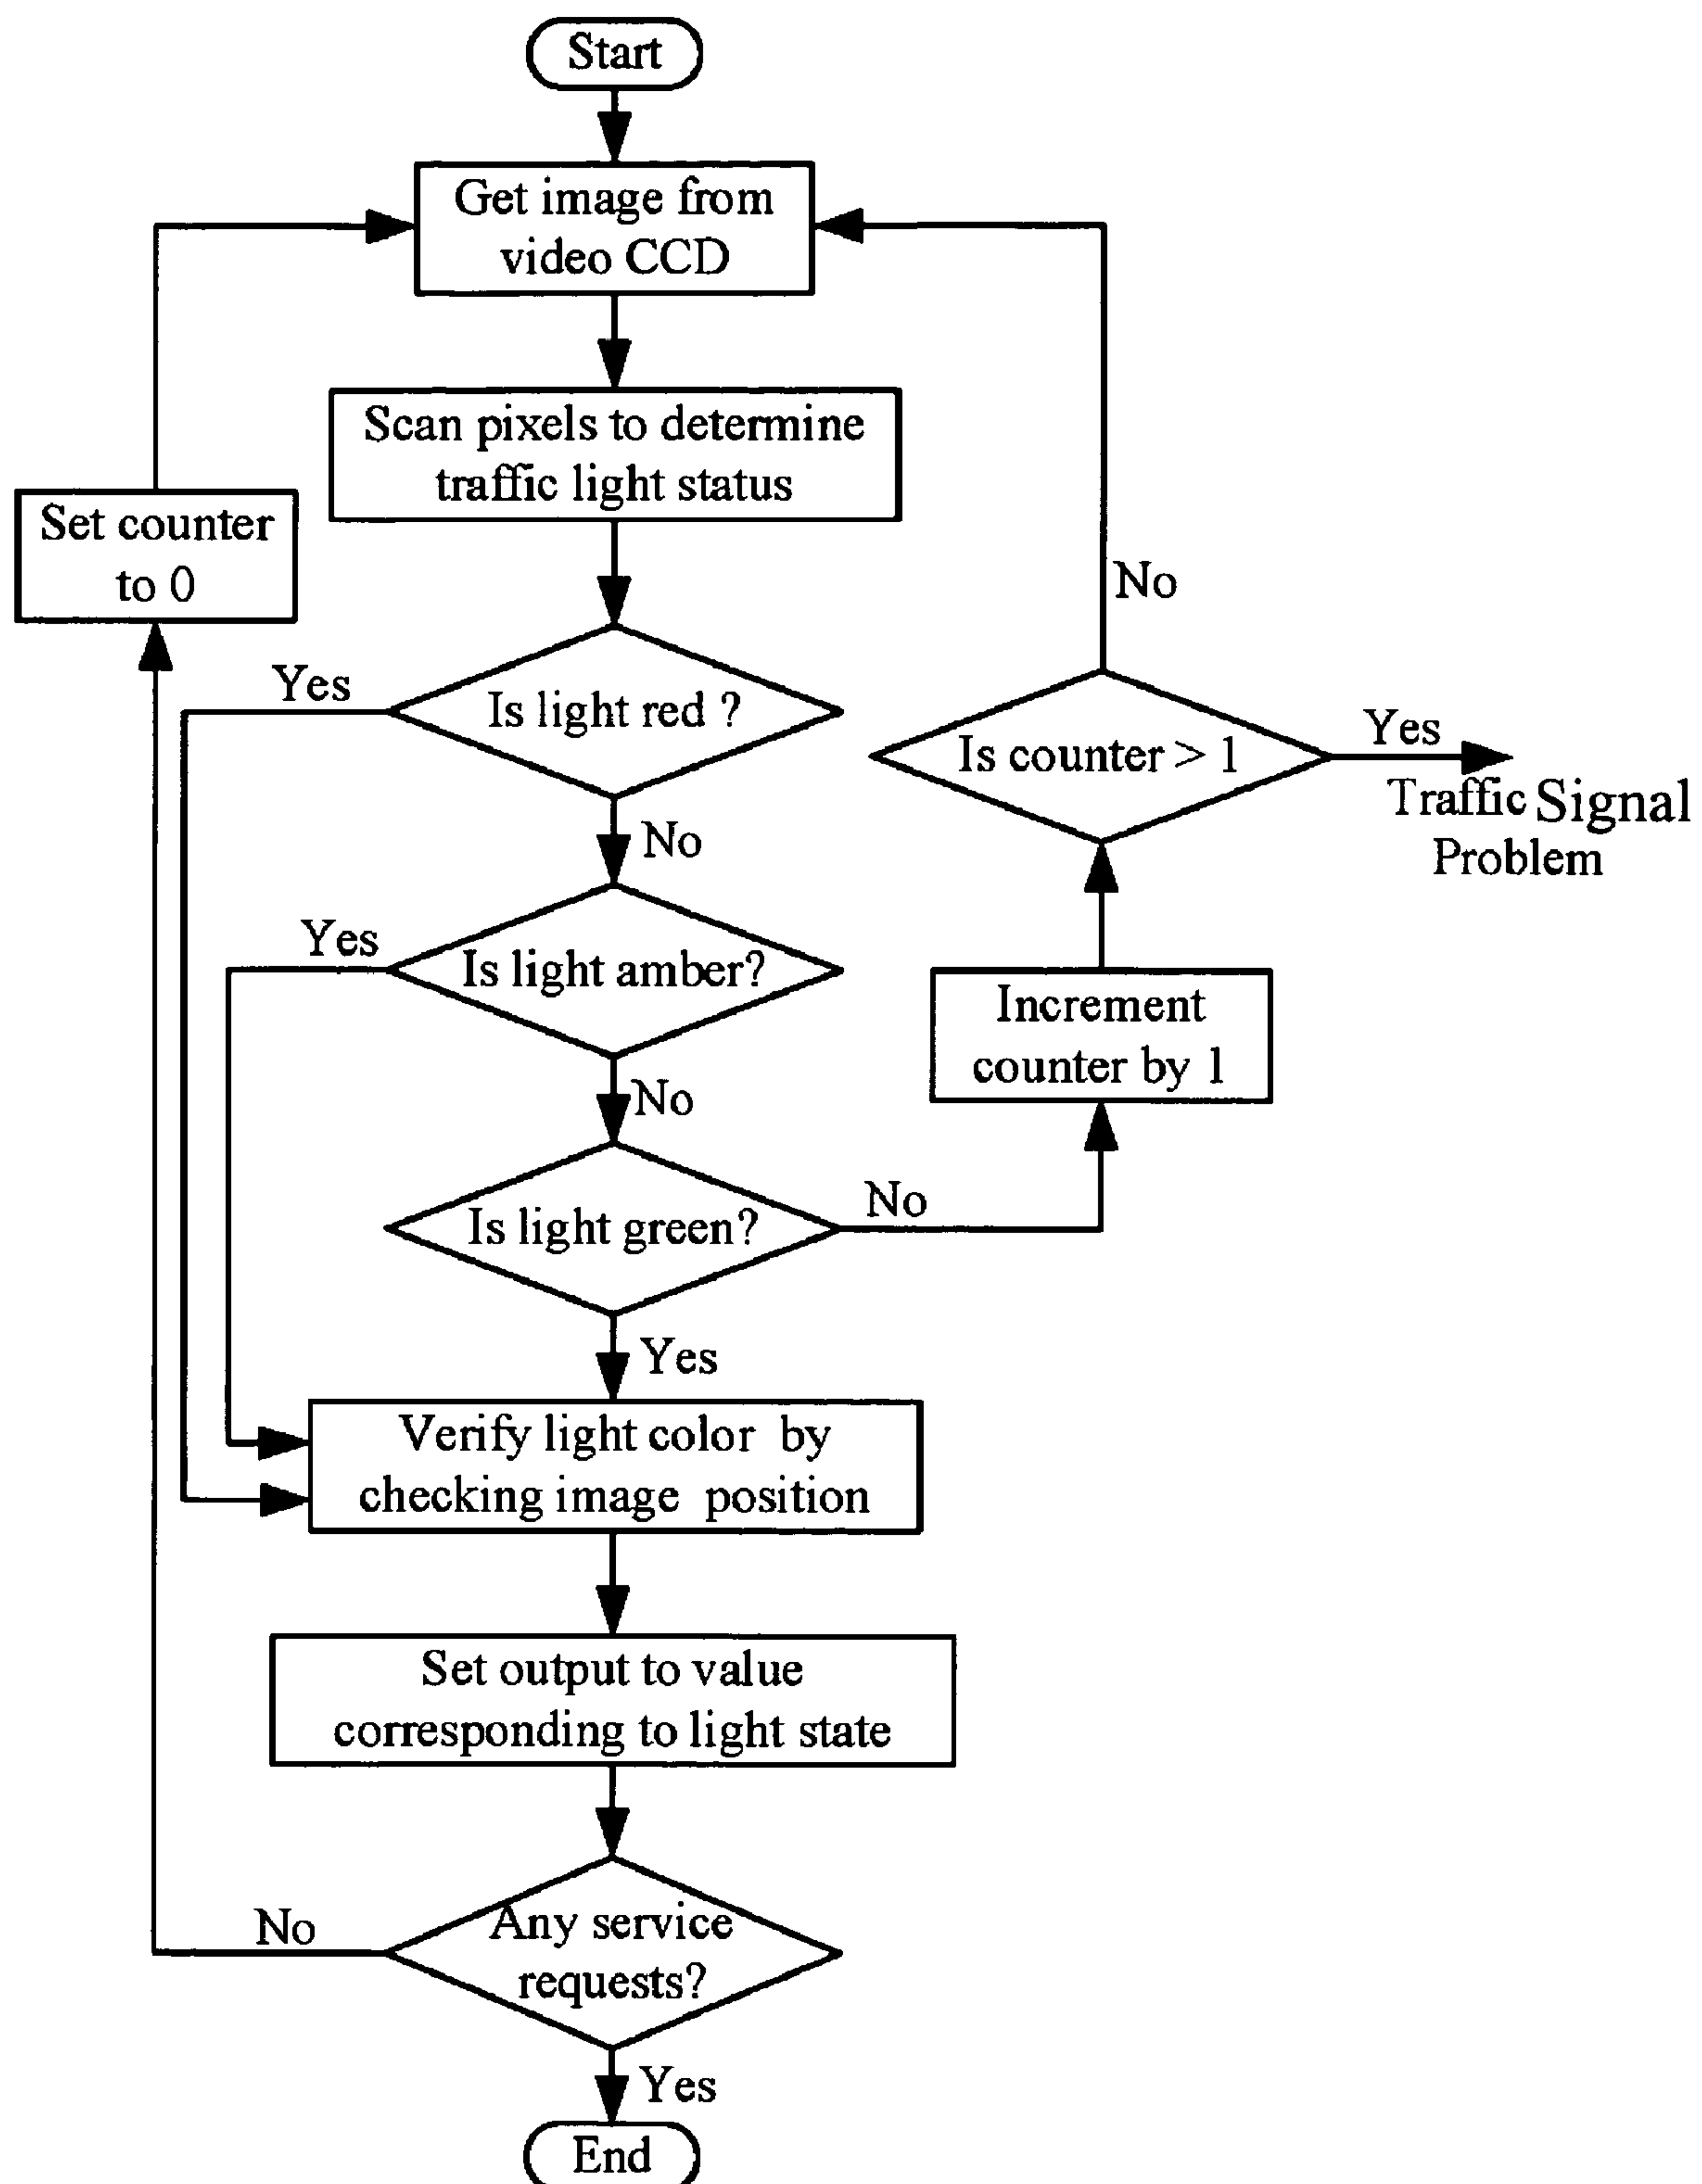 Start
Get image from
video CCD
Scan pixels to determine
traffic light status
Set counter
to 0
No
Yes
Is light red ?
Is counter > 1
Yes
Traffic Signal
Problem
No
Yes
Is light amber?
Increment
counter by 1
No
Is light green?
No
Yes
Verify light color by
checking image position
Set output to value
corresponding to light state
No
Any service
requests?
Yes
End